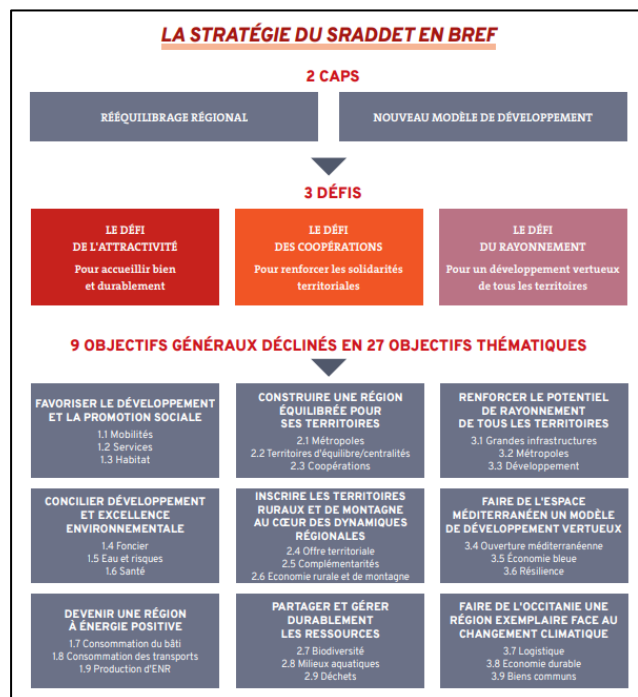 LA STRATÉGIE DU SRADDET EN BREF
2 CAPS
RÉÉQUILIBRAGE RÉGIONAL
NOUVEAU MODÈLE DE DÉVELOPPEMENT
3 DÉFIS
LE DÉFI
DE L'ATTRACTIVITÉ
Pour accueillir bien
et durablement
LE DÉFI
DES COOPÉRATIONS
Pour renforcer les solidarités
territoriales
LE DÉFI
DU RAYONNEMENT
Pour un développement vertueux
de tous les territoires
9 OBJECTIFS GÉNÉRAUX DÉCLINÉS EN 27 OBJECTIFS THÉMATIQUES
FAVORISER LE DÉVELOPPEMENT
ET LA PROMOTION SOCIALE
1.1 Mobilités
1.2 Services
1.3 Habitat
CONSTRUIRE UNE RÉGION
ÉQUILIBRÉE POUR
SES TERRITOIRES
2.1 Métropoles
2.2 Territoires d'équilibre/centralités
2.3 Coopérations
RENFORCER LE POTENTIEL
DE RAYONNEMENT
DE TOUS LES TERRITOIRES
3.1 Grandes infrastructures
3.2 Métropoles
3.3 Développement
CONCILIER DÉVELOPPEMENT
ET EXCELLENCE
ENVIRONNEMENTALE
1.4 Foncier
1.5 Eau et risques
1.6 Santé
INSCRIRE LES TERRITOIRES
RURAUX ET DE MONTAGNE
AU CŒUR DES DYNAMIQUES
RÉGIONALES
2.4 Offre territoriale
2.5 Complémentarités
2.6 Economie rurale et de montagne
FAIRE DE L'ESPACE
MÉDITERRANÉEN UN MODÈLE
DE DÉVELOPPEMENT VERTUEUX
3.4 Ouverture méditerranéenne
3.5 Économie bleue
3.6 Résilience
DEVENIR UNE RÉGION
À ÉNERGIE POSITIVE
1.7 Consommation du bâti
1.8 Consommation des transports
1.9 Production d'ENR
PARTAGER ET GÉRER
DURABLEMENT
LES RESSOURCES
2.7 Biodiversité
2.8 Milieux aquatiques
2.9 Déchets
FAIRE DE L'OCCITANIE UNE
RÉGION EXEMPLAIRE FACE AU
CHANGEMENT CLIMATIQUE
3.7 Logistique
3.8 Economie durable
3.9 Biens communs